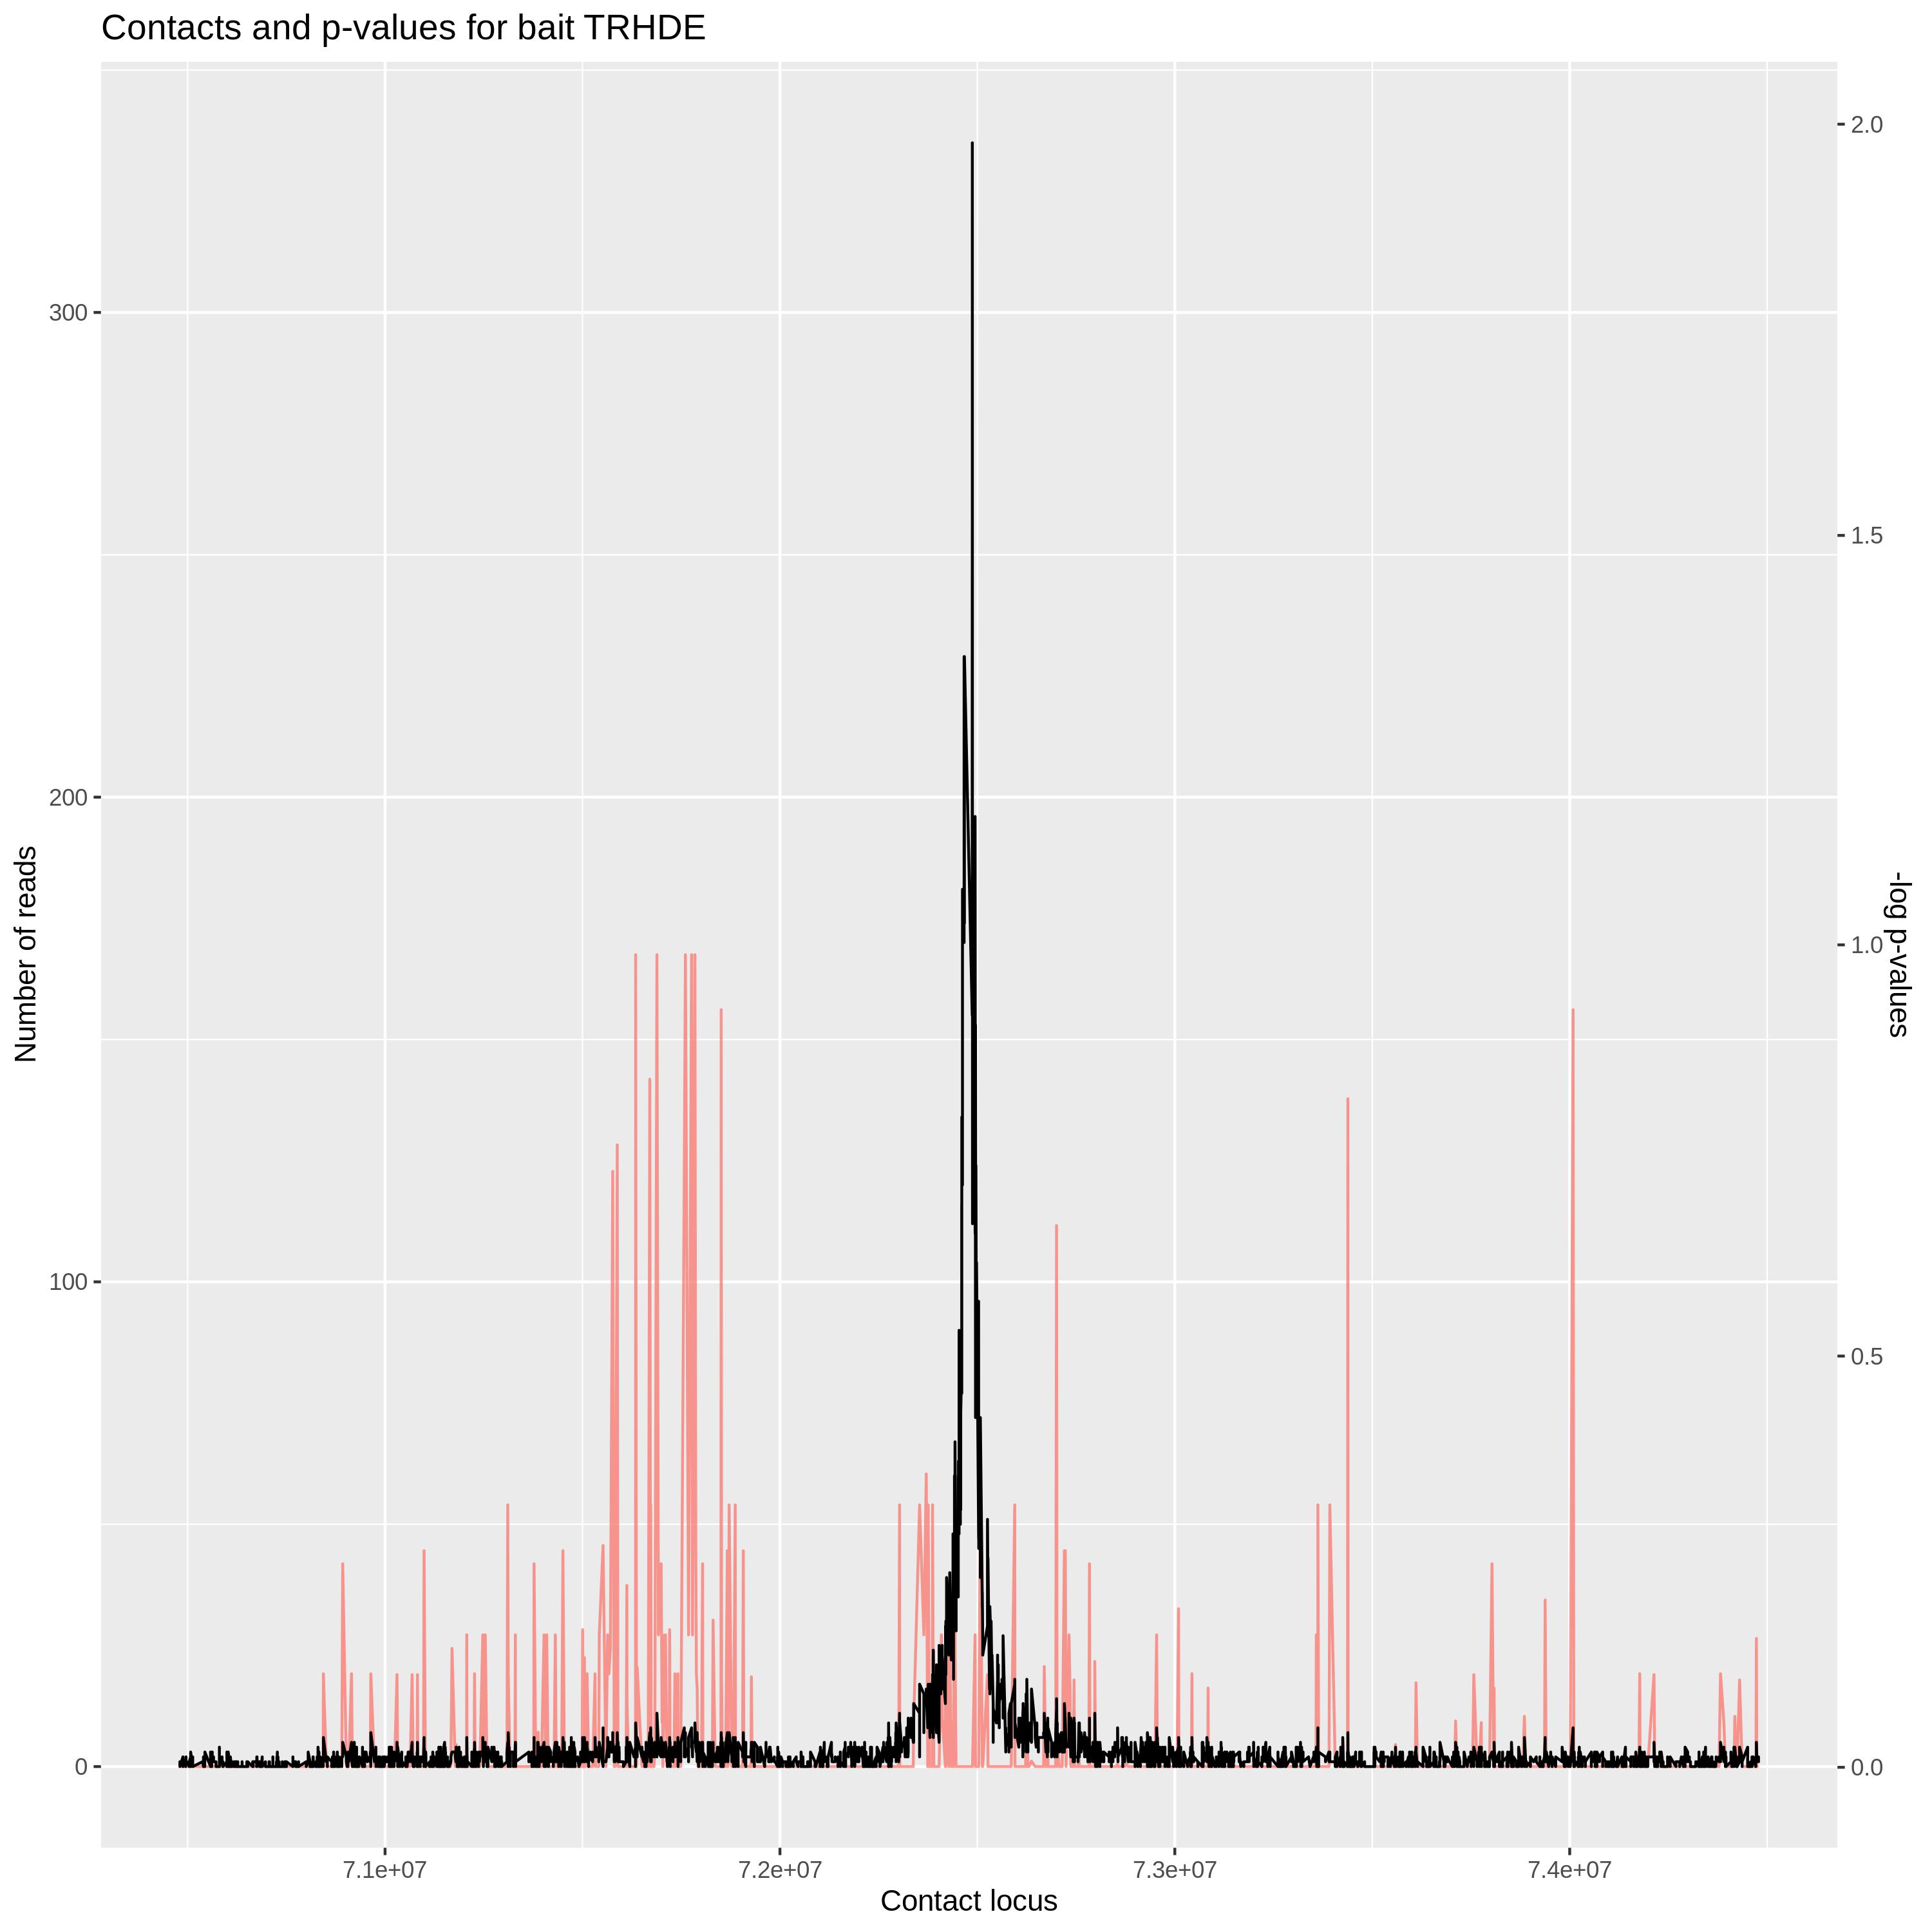 Contacts and p-values for bait TRHDE
Number of reads
300
200
100
0
2.0
1.5
1.0
0.5
0.0
-log p-values
7.1e+07 7.2e+07 7.3e+07 7.4e+07
Contact locus